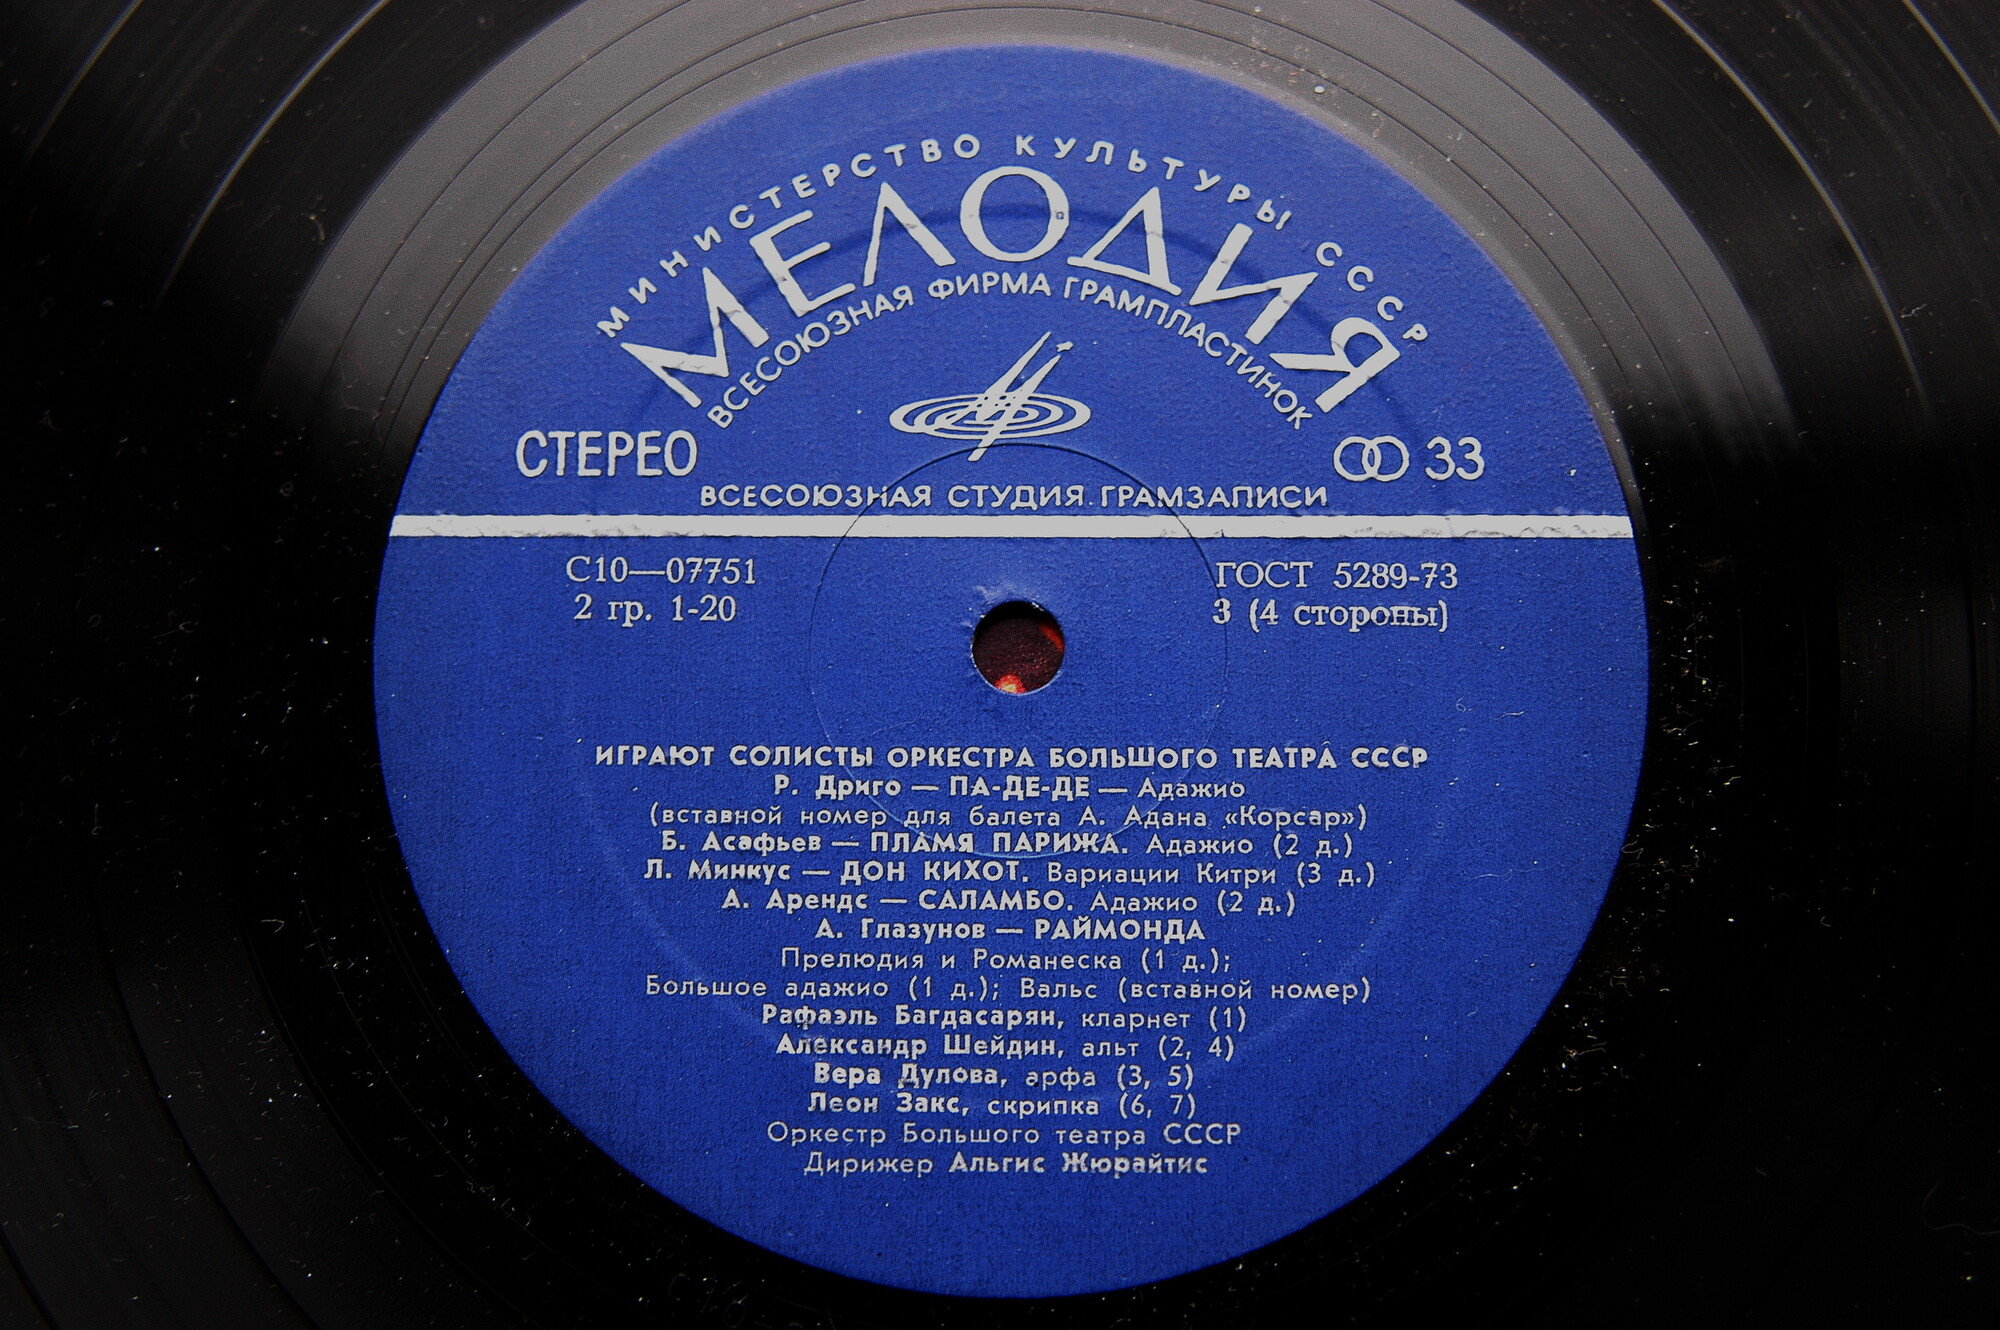 МИНИСТЕРСТВО КУЛЬТУРЫ СССР
МЕЛОДИЯ
ВСЕСОЮЗНАЯ ФИРМА ГРАМПЛАСТИНОК
СТЕРЕО
33
ВСЕСОЮЗНАЯ СТУДИЯ ГРАМЗАПИСИ
С10—07751
ГОСТ 5289-73
2 гр. 1-20
3 (4 стороны)
ИГРАЮТ СОЛИСТЫ ОРКЕСТРА БОЛЬШОГО ТЕАТРА СССР
Р. Дриго — ПА-ДЕ-ДЕ — Адажио
(вставной номер для балета А. Адана «Корсар»)
Б. Асафьев — ПЛАМЯ ПАРИЖА. Адажио (2 д.)
Л. Минкус — ДОН КИХОТ. Вариации Китри (3 д.)
А. Арендс — САЛАМБО. Адажио (2 д.)
А. Глазунов — РАЙМОНДА
Прелюдия и Романеска (1 д.);
Большое адажио (1 д.); Вальс (вставной номер)
Рафаэль Багдасарян, кларнет (1)
Александр Шейдин, альт (2, 4)
Вера Дулова, арфа (3, 5)
Леон Закс, скрипка (6, 7)
Оркестр Большого театра СССР
Дирижер Альгис Жюрайтис